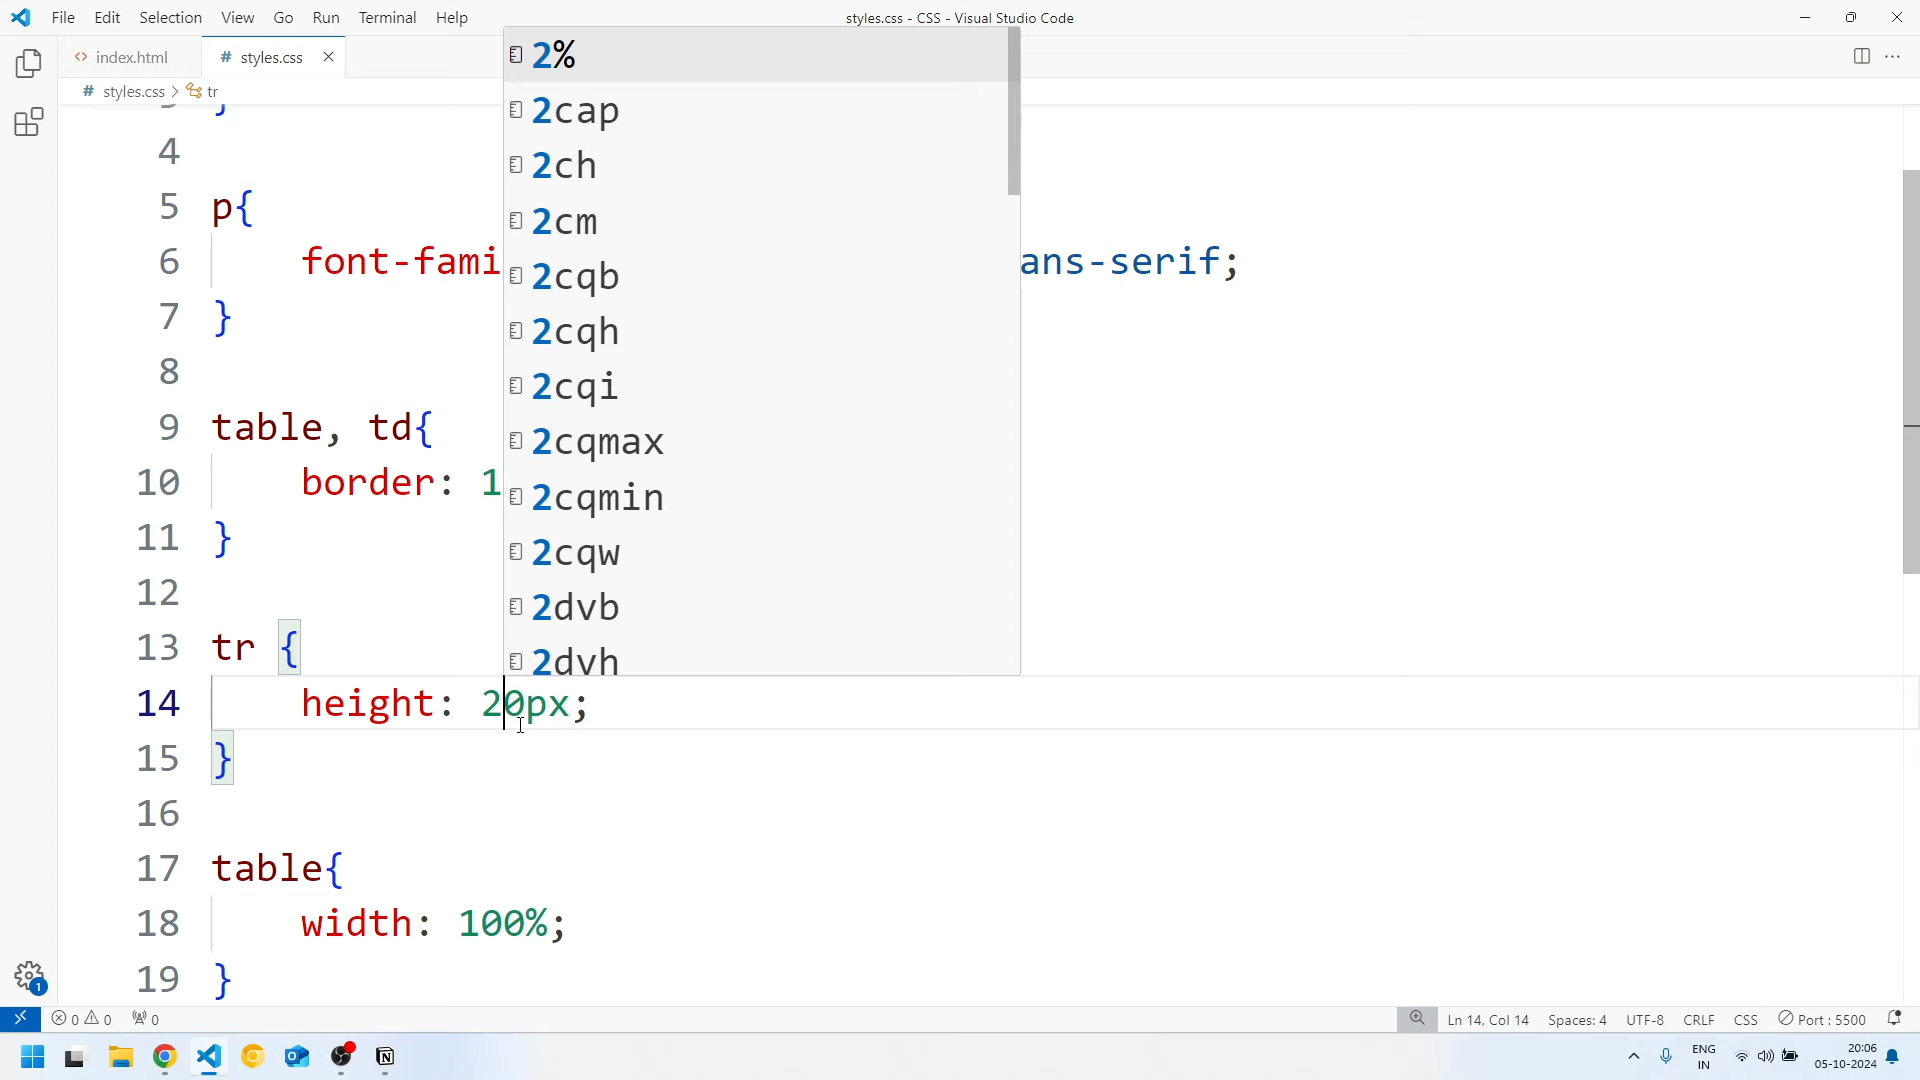 File Edit Selection View Go Run Terminal Help
styles.css - CSS - Visual Studio Code
<> index.html
# styles.css
# styles.css > tr
}
4
5 p{
6 font-fami ans-serif;
7 }
8
9 table, td{
10 border: 1
11 }
12
13 tr {
14 height: 20px;
15 }
16
17 table{
18 width: 100%;
19 }
2%
2cap
2ch
2cm
2cqb
2cqh
2cqi
2cqmax
2cqmin
2cqw
2dvb
2dvh
1
0 0 0
Ln 14, Col 14 Spaces: 4 UTF-8 CRLF CSS Port : 5500
ENG
IN
20:06
05-10-2024